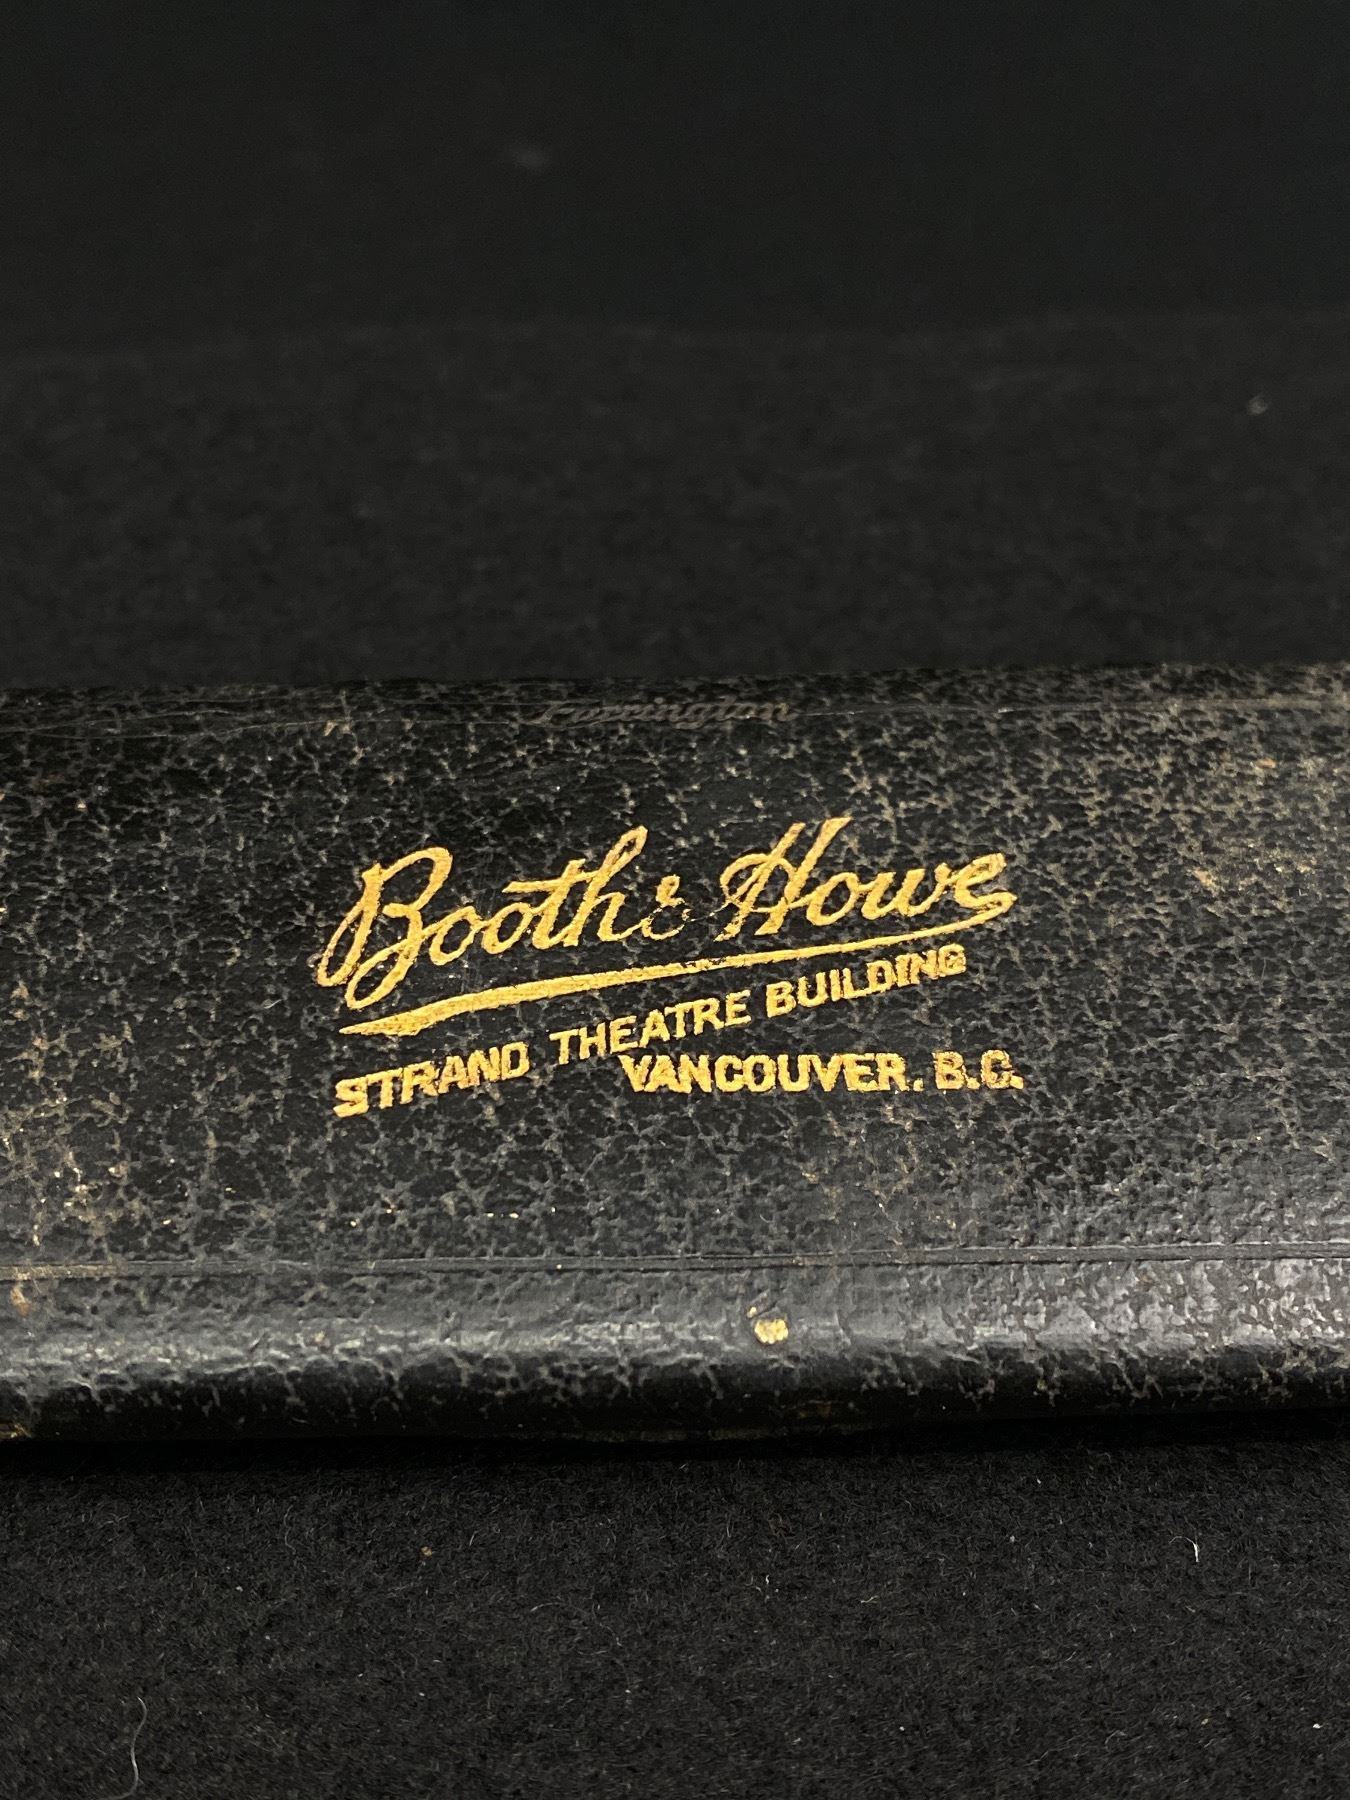 Booth & Howe
STRAND THEATRE BUILDING
VANCOUVER. B.C.